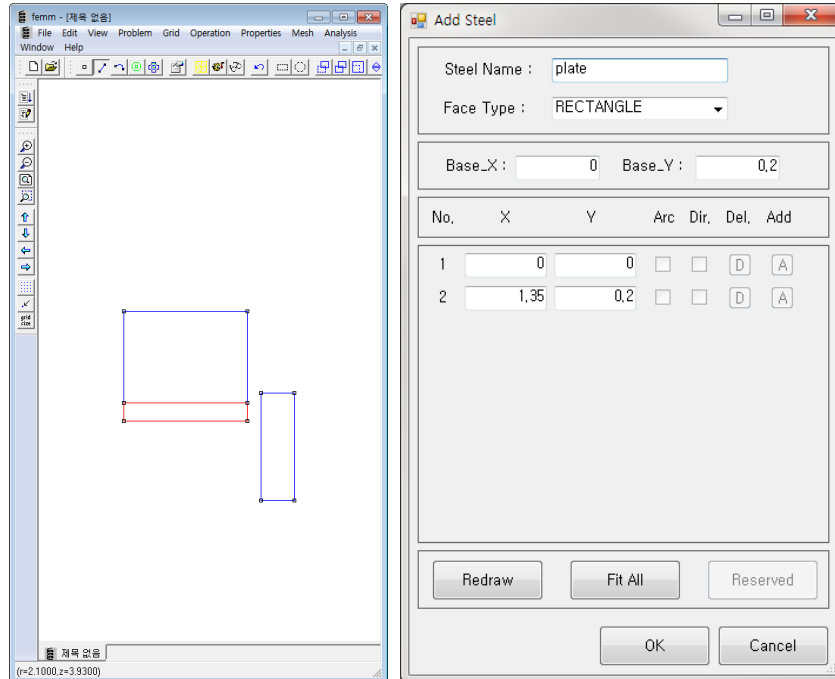 femm - [제목 없음]
File Edit View Problem Grid Operation Properties Mesh Analysis
Window Help
grid
size
제목 없음
(r=2.1000,z=3.9300)
Add Steel
Steel Name : plate
Face Type : RECTANGLE
Base_X : 0 Base_Y : 0,2
No, X Y Arc Dir, Del, Add
1 0 0 D A
2 1,35 0,2 D A
Redraw Fit All Reserved
OK Cancel